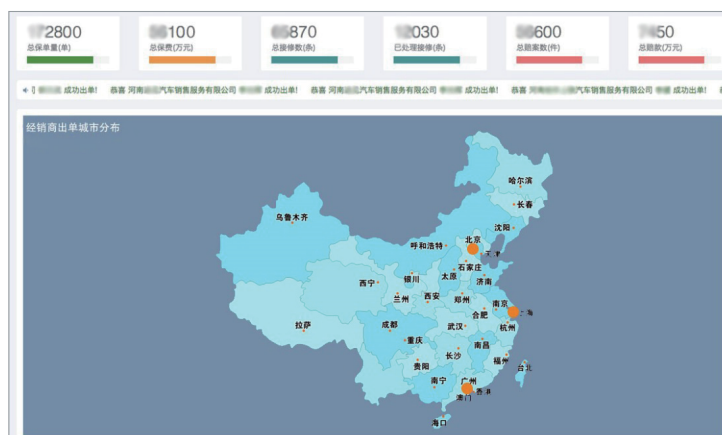 2800
100
870
030
600
50
总保单量(单)
总保费(万元)
总接修数(条)
已处理接修(条)
总赔案数(件)
总赔款(万元)
成功出单! 恭喜 河南 汽车销售服务有限公司 成功出单! 恭喜 河南 汽车销售服务有限公司 成功出单! 恭喜 河南 汽车销售服务有限公司 成功出单!
经销商出单城市分布
哈尔滨
长春
乌鲁木齐
沈阳
北京
呼和浩特
天津
石家庄
银川
太原
西宁
济南
兰州
西安
郑州
南京
上海
合肥
拉萨
成都
武汉
杭州
重庆
南昌
长沙
福州
贵阳
台北
南宁
广州
香港
澳门
海口